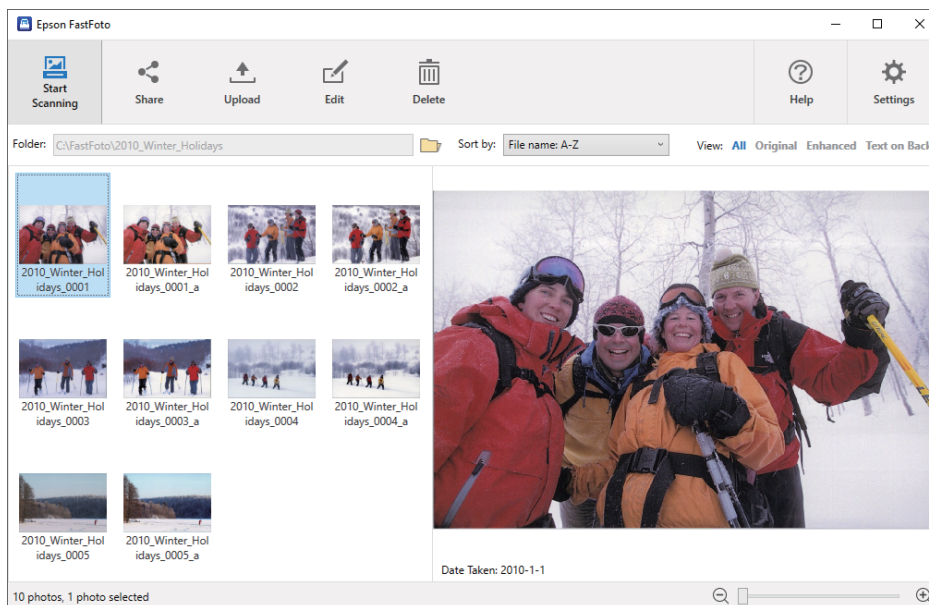 Epson FastFoto
Start
Scanning
Share
Upload
Edit
Delete
Help
Settings
Folder:
C:\FastFoto\2010_Winter_Holidays
Sort by:
File name: A-Z
View:
All
Original
Enhanced
Text on Back
2010_Winter_Hol
idays_0001
2010_Winter_Hol
idays_0001_a
2010_Winter_Hol
idays_0002
2010_Winter_Hol
idays_0002_a
2010_Winter_Hol
idays_0003
2010_Winter_Hol
idays_0003_a
2010_Winter_Hol
idays_0004
2010_Winter_Hol
idays_0004_a
2010_Winter_Hol
idays_0005
2010_Winter_Hol
idays_0005_a
Date Taken: 2010-1-1
10 photos, 1 photo selected